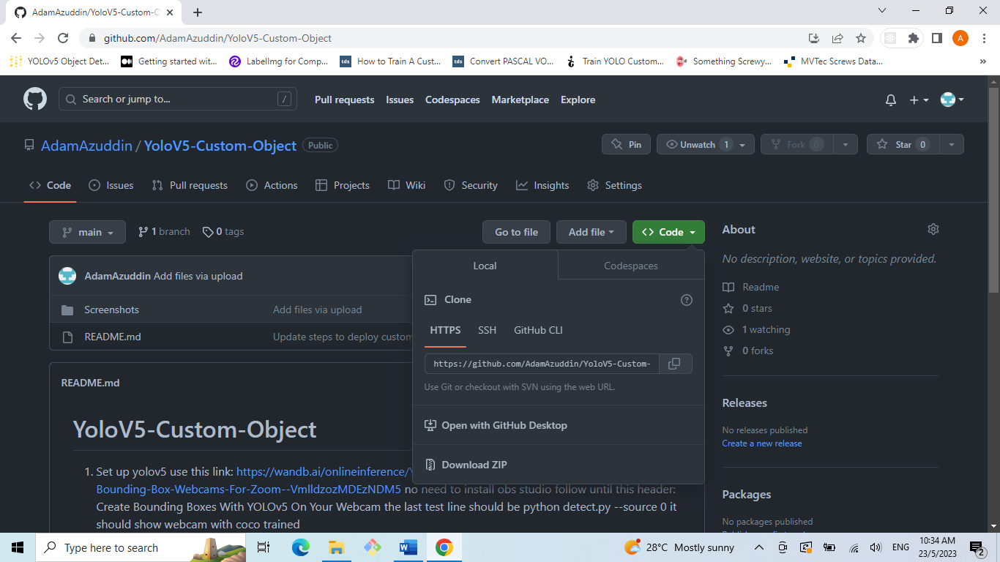 AdamAzuddin/YoloV5-Custom-O
github.com/AdamAzuddin/YoloV5-Custom-Object
A
YOLOv5 Object Det...
Getting started wit...
LabelImg for Comp...
tds How to Train A Cust...
tds Convert PASCAL VO...
Train YOLO Custom...
Something Screwy...
MVTec Screws Data...
»
Search or jump to...
/
Pull requests
Issues
Codespaces
Marketplace
Explore
AdamAzuddin / YoloV5-Custom-Object
Public
Pin
Unwatch 1
Fork 0
Star 0
Code
Issues
Pull requests
Actions
Projects
Wiki
Security
Insights
Settings
main
1 branch
0 tags
Go to file
Add file
<> Code
AdamAzuddin Add files via upload
Screenshots
Add files via upload
README.md
Update steps to deploy custom
Local
Codespaces
Clone
HTTPS
SSH
GitHub CLI
https://github.com/AdamAzuddin/YoloV5-Custom-
Use Git or checkout with SVN using the web URL.
Open with GitHub Desktop
Download ZIP
README.md
YoloV5-Custom-Object
1. Set up yolov5 use this link: https://wandb.ai/onlineinference/
Bounding-Box-Webcams-For-Zoom--VmlldzozMDEzNDM5 no need to install obs studio follow until this header:
Create Bounding Boxes With YOLOv5 On Your Webcam the last test line should be python detect.py --source 0 it
should show webcam with coco trained
About
No description, website, or topics provided.
Readme
0 stars
1 watching
0 forks
Releases
No releases published
Create a new release
Packages
No packages published
Type here to search
28°C Mostly sunny
ENG
10:34 AM
23/5/2023
2